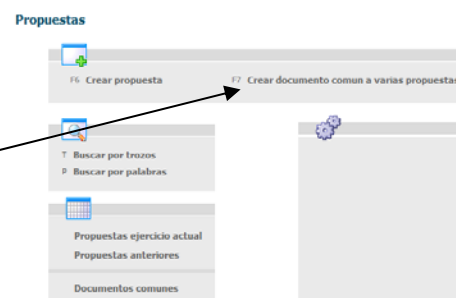 Propuestas
F6 Crear propuesta
F7 Crear documento comun a varias propuestas
T Buscar por trozos
P Buscar por palabras
Propuestas ejercicio actual
Propuestas anteriores
Documentos comunes